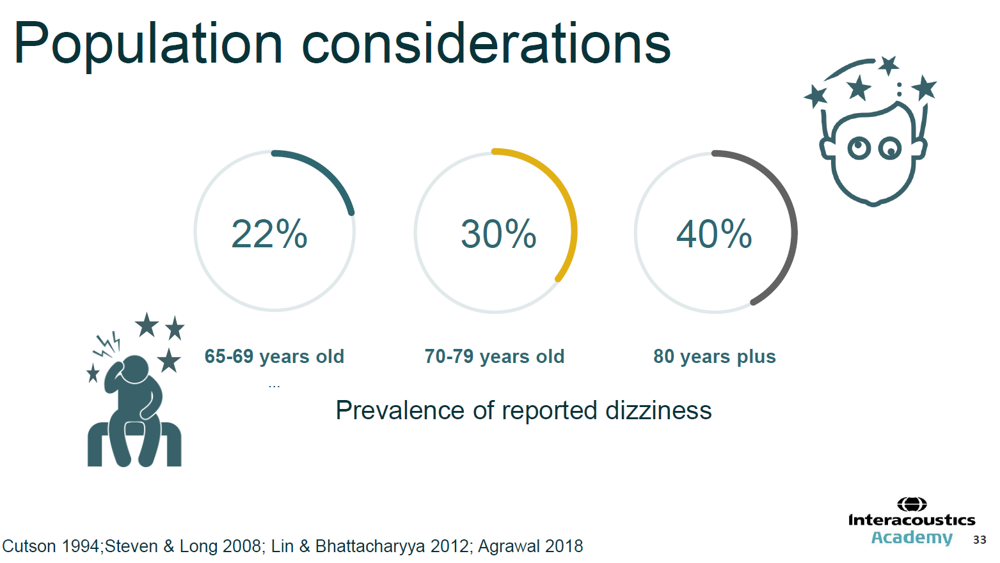 Population considerations
22%
30%
40%
65-69 years old
70-79 years old
80 years plus
...
Prevalence of reported dizziness
Interacoustics
Academy
33
Cutson 1994;Steven & Long 2008; Lin & Bhattacharyya 2012; Agrawal 2018